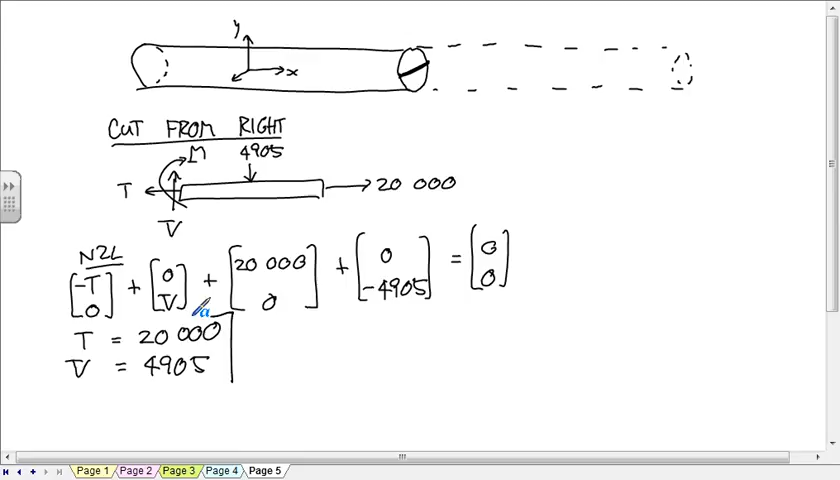 y
x
CUT FROM RIGHT
M 4905
T 20 000
V
N2L
[-T 0] + [0 V] + [20 000 0] + [0 -4905] = [0 0]
T = 20 000
V = 4905
Page 1 Page 2 Page 3 Page 4 Page 5